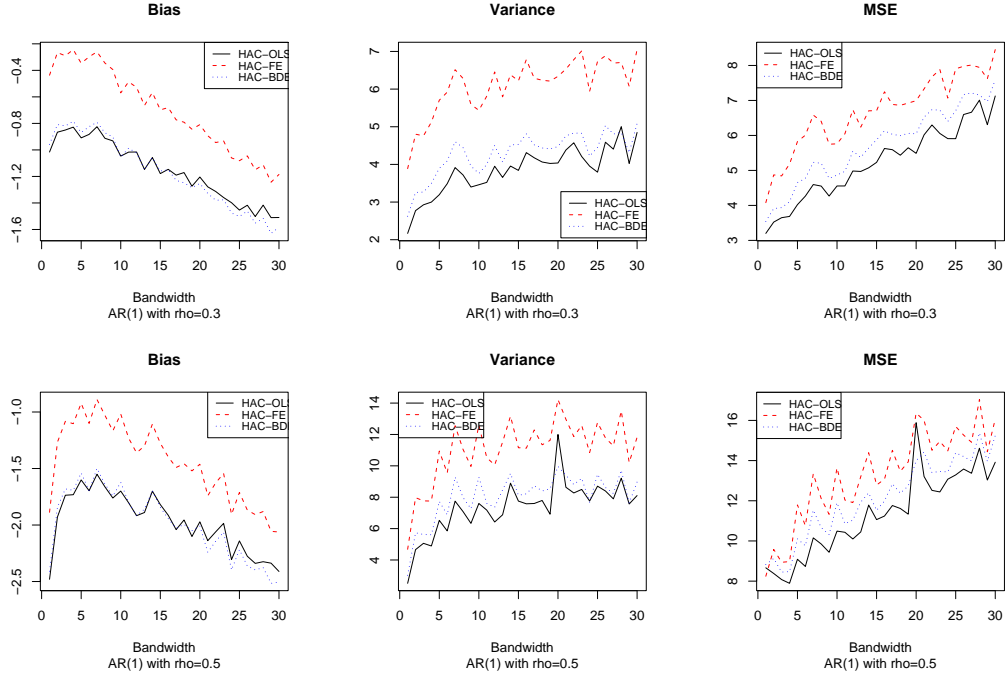 Bias
HAC−OLS
HAC−FE
HAC−BDE
−0.4
−0.8
−1.2
−1.6
0 5 10 15 20 25 30
Bandwidth
AR(1) with rho=0.3
Variance
7
6
5
4
3
2
HAC−OLS
HAC−FE
HAC−BDE
0 5 10 15 20 25 30
Bandwidth
AR(1) with rho=0.3
MSE
HAC−OLS
HAC−FE
HAC−BDE
8
7
6
5
4
3
0 5 10 15 20 25 30
Bandwidth
AR(1) with rho=0.3
Bias
HAC−OLS
HAC−FE
HAC−BDE
−1.0
−1.5
−2.0
−2.5
0 5 10 15 20 25 30
Bandwidth
AR(1) with rho=0.5
Variance
HAC−OLS
HAC−FE
HAC−BDE
14
12
10
8
6
4
0 5 10 15 20 25 30
Bandwidth
AR(1) with rho=0.5
MSE
HAC−OLS
HAC−FE
HAC−BDE
16
14
12
10
8
0 5 10 15 20 25 30
Bandwidth
AR(1) with rho=0.5